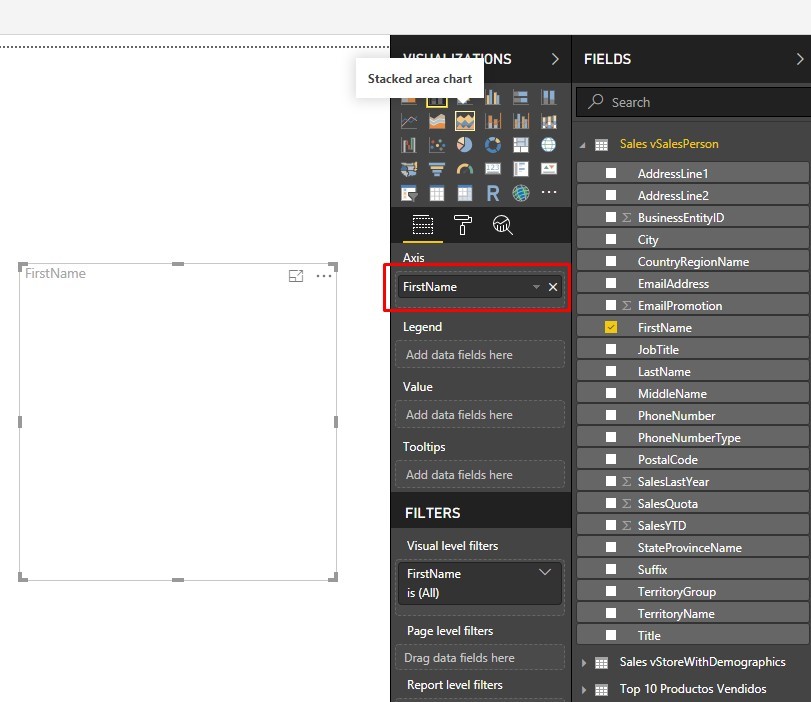 VISUALIZATIONS
Stacked area chart
R
FirstName
Axis
FirstName
Legend
Add data fields here
Value
Add data fields here
Tooltips
Add data fields here
FILTERS
Visual level filters
FirstName
is (All)
Page level filters
Drag data fields here
Report level filters
FIELDS
Search
Sales vSalesPerson
AddressLine1
AddressLine2
Σ BusinessEntityID
City
CountryRegionName
EmailAddress
Σ EmailPromotion
FirstName
JobTitle
LastName
MiddleName
PhoneNumber
PhoneNumberType
PostalCode
Σ SalesLastYear
Σ SalesQuota
Σ SalesYTD
StateProvinceName
Suffix
TerritoryGroup
TerritoryName
Title
Sales vStoreWithDemographics
Top 10 Productos Vendidos